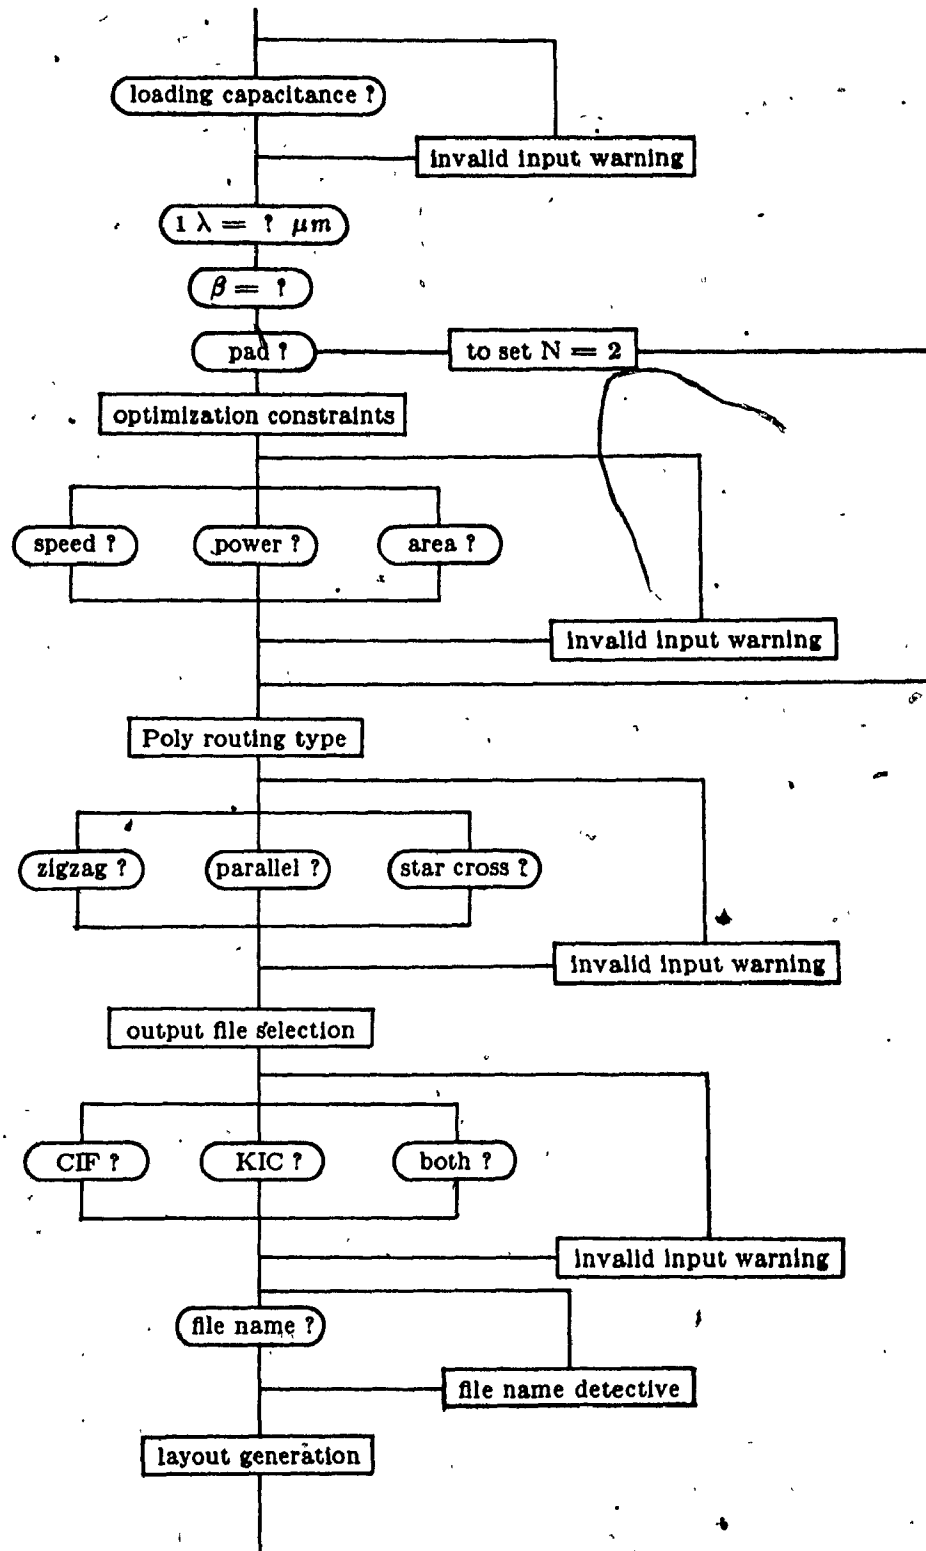 loading capacitance ?
invalid input warning
1 λ = ? μm
β = ?
pad ?
to set N = 2
optimization constraints
speed ?
power ?
area ?
invalid input warning
Poly routing type
zigzag ?
parallel ?
star cross ?
invalid input warning
output file selection
CIF ?
KIC ?
both ?
invalid input warning
file name ?
file name detective
layout generation